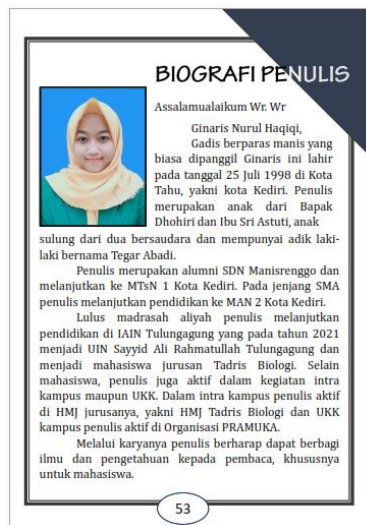 BIOGRAFI PENULIS
Assalamualaikum Wr. Wr
Ginaris Nurul Haqiqi,
Gadis berparas manis yang
biasa dipanggil Ginaris ini lahir
pada tanggal 25 Juli 1998 di Kota
Tahu, yakni kota Kediri. Penulis
merupakan anak dari Bapak
Dhohiri dan Ibu Sri Astuti, anak
sulung dari dua bersaudara dan mempunyai adik laki-
laki bernama Tegar Abadi.
Penulis merupakan alumni SDN Manisrenggo dan
melanjutkan ke MTsN 1 Kota Kediri. Pada jenjang SMA
penulis melanjutkan pendidikan ke MAN 2 Kota Kediri.
Lulus madrasah aliyah penulis melanjutkan
pendidikan di IAIN Tulungagung yang pada tahun 2021
menjadi UIN Sayyid Ali Rahmatullah Tulungagung dan
menjadi mahasiswa jurusan Tadris Biologi. Selain
mahasiswa, penulis juga aktif dalam kegiatan intra
kampus maupun UKK. Dalam intra kampus penulis aktif
di HMJ jurusanya, yakni HMJ Tadris Biologi dan UKK
kampus penulis aktif di Organisasi PRAMUKA.
Melalui karyanya penulis berharap dapat berbagi
ilmu dan pengetahuan kepada pembaca, khususnya
untuk mahasiswa.
53